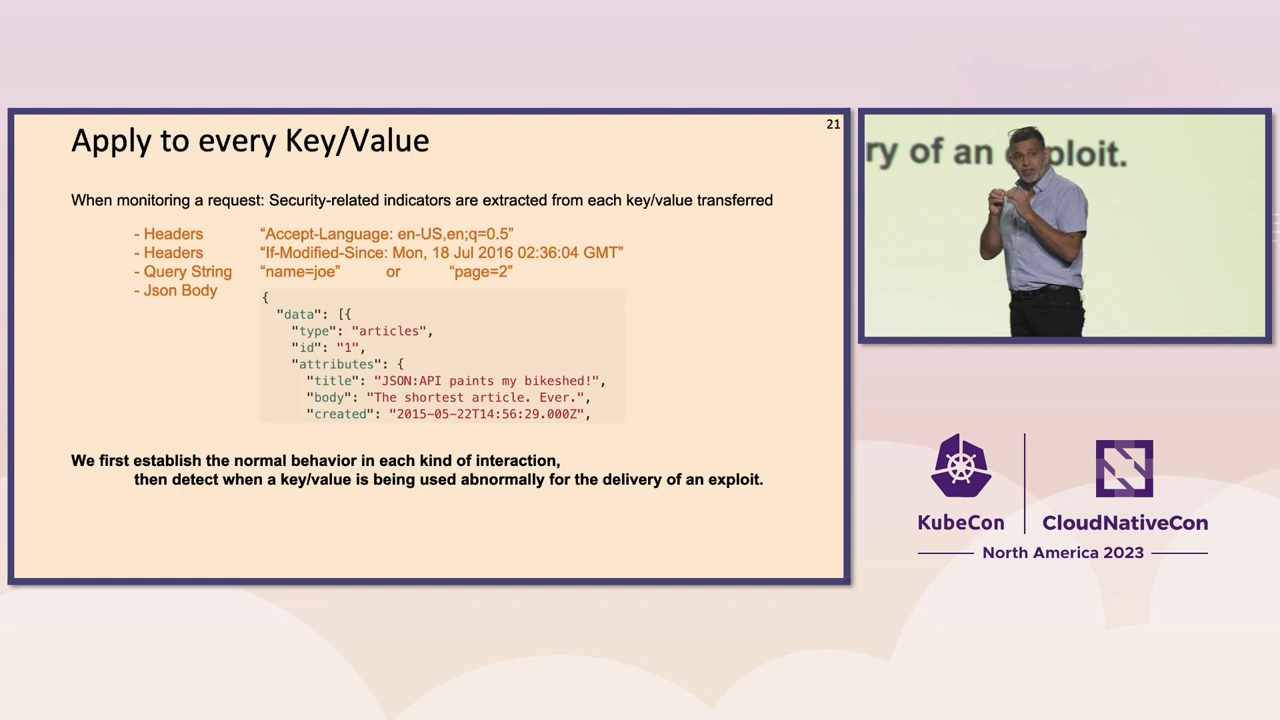 21
Apply to every Key/Value
When monitoring a request: Security-related indicators are extracted from each key/value transferred
- Headers “Accept-Language: en-US,en;q=0.5”
- Headers “If-Modified-Since: Mon, 18 Jul 2016 02:36:04 GMT”
- Query String “name=joe” or “page=2”
- Json Body
{
"data": [{
"type": "articles",
"id": "1",
"attributes": {
"title": "JSON:API paints my bikeshed!",
"body": "The shortest article. Ever.",
"created": "2015-05-22T14:56:29.000Z",
We first establish the normal behavior in each kind of interaction,
then detect when a key/value is being used abnormally for the delivery of an exploit.
ry of an ploit.
KubeCon CloudNativeCon
North America 2023